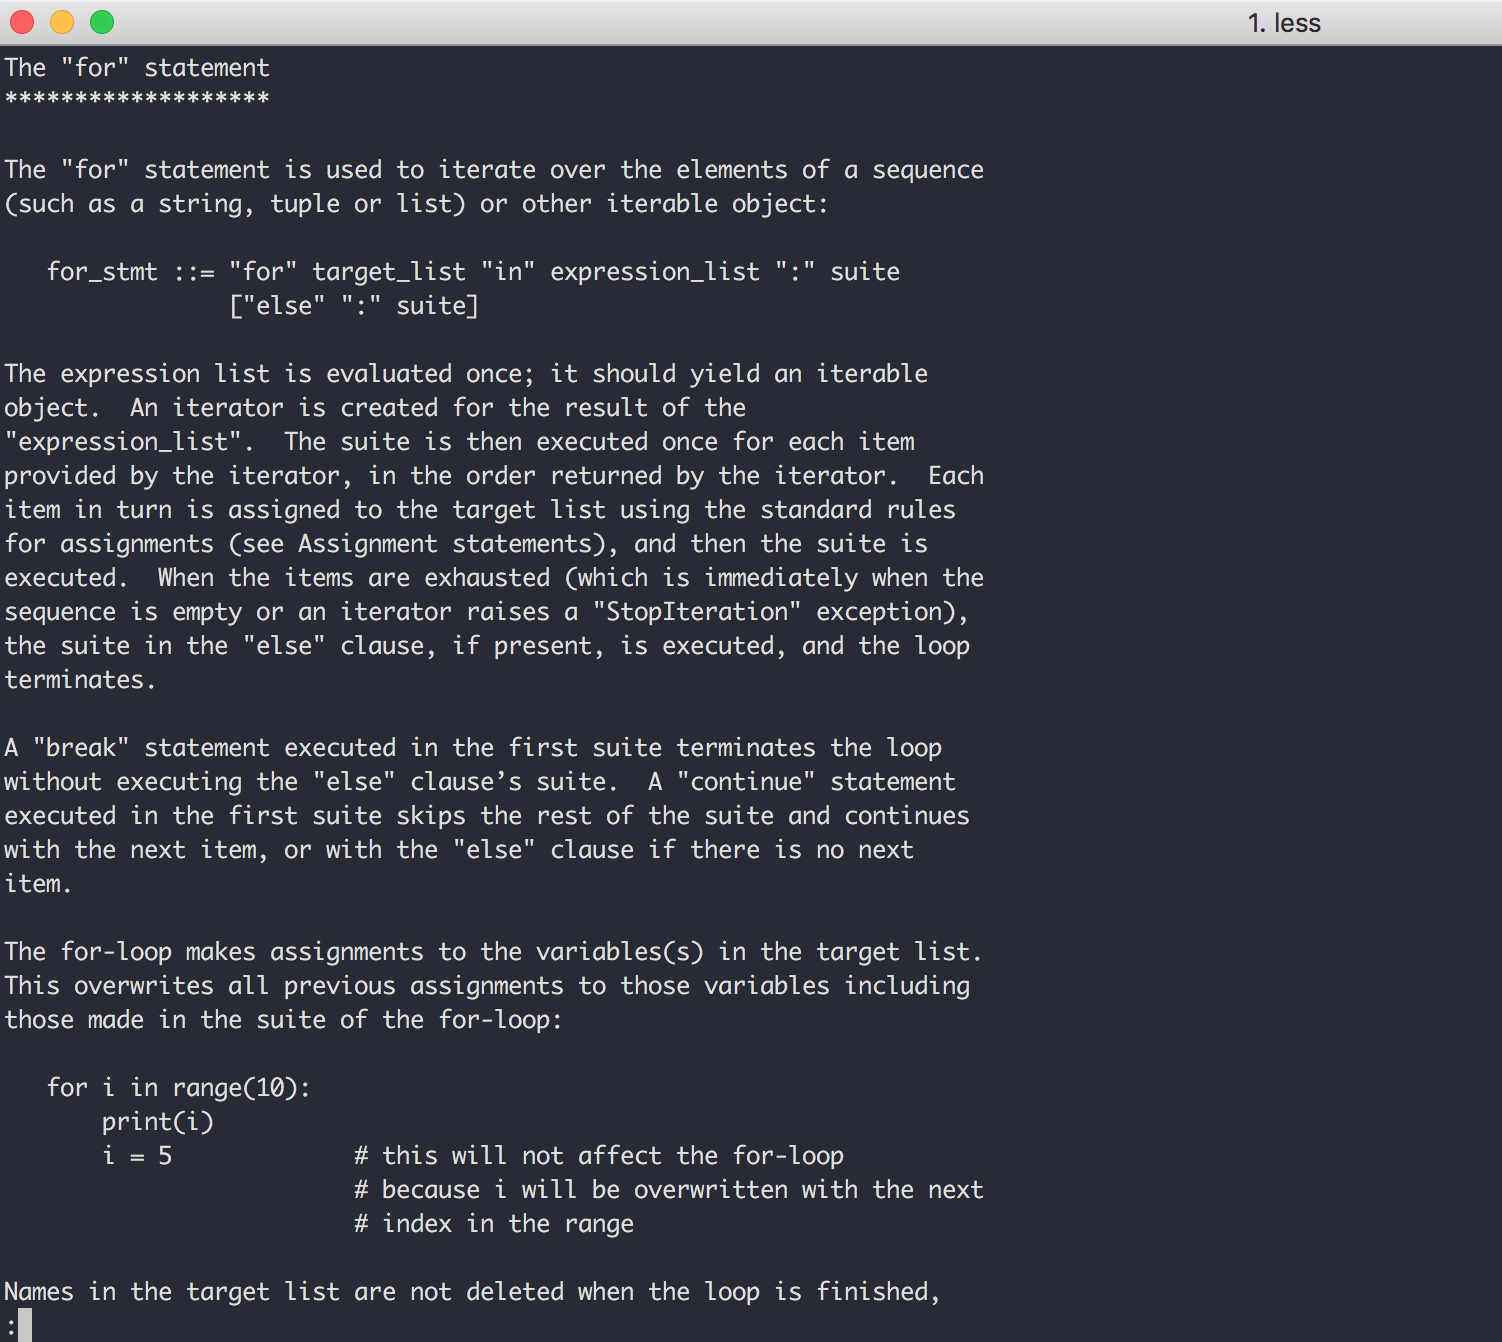 1. less
The "for" statement
*******************
The "for" statement is used to iterate over the elements of a sequence
(such as a string, tuple or list) or other iterable object:
for_stmt ::= "for" target_list "in" expression_list ":" suite
["else" ":" suite]
The expression list is evaluated once; it should yield an iterable
object.  An iterator is created for the result of the
"expression_list".  The suite is then executed once for each item
provided by the iterator, in the order returned by the iterator.  Each
item in turn is assigned to the target list using the standard rules
for assignments (see Assignment statements), and then the suite is
executed.  When the items are exhausted (which is immediately when the
sequence is empty or an iterator raises a "StopIteration" exception),
the suite in the "else" clause, if present, is executed, and the loop
terminates.
A "break" statement executed in the first suite terminates the loop
without executing the "else" clause’s suite.  A "continue" statement
executed in the first suite skips the rest of the suite and continues
with the next item, or with the "else" clause if there is no next
item.
The for-loop makes assignments to the variables(s) in the target list.
This overwrites all previous assignments to those variables including
those made in the suite of the for-loop:
for i in range(10):
print(i)
i = 5             # this will not affect the for-loop
# because i will be overwritten with the next
# index in the range
Names in the target list are not deleted when the loop is finished,
: